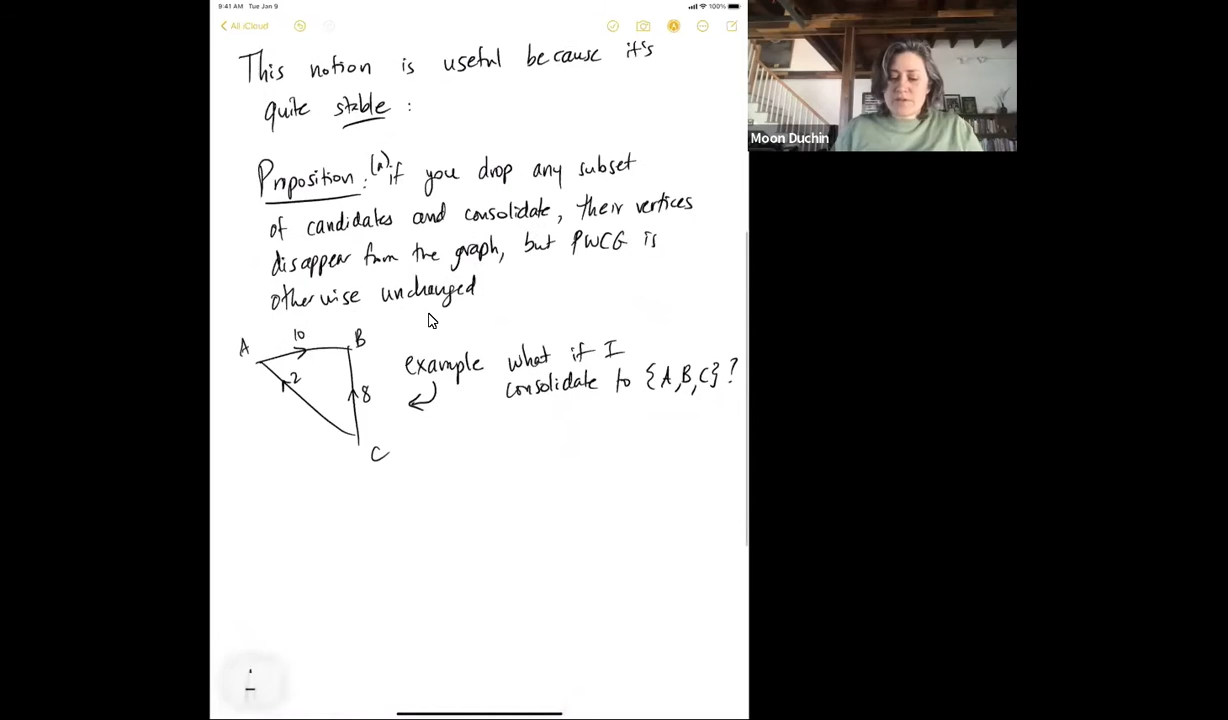 9:41 AM Tue Jan 9
100%
All iCloud
This notion is useful because it's
quite stable :
Proposition : (a) if you drop any subset
of candidates and consolidate, their vertices
disappear from the graph, but PWCG is
otherwise unchanged
A 10 B
2 8
C
example what if I
consolidate to {A,B,C}?
Moon Duchin